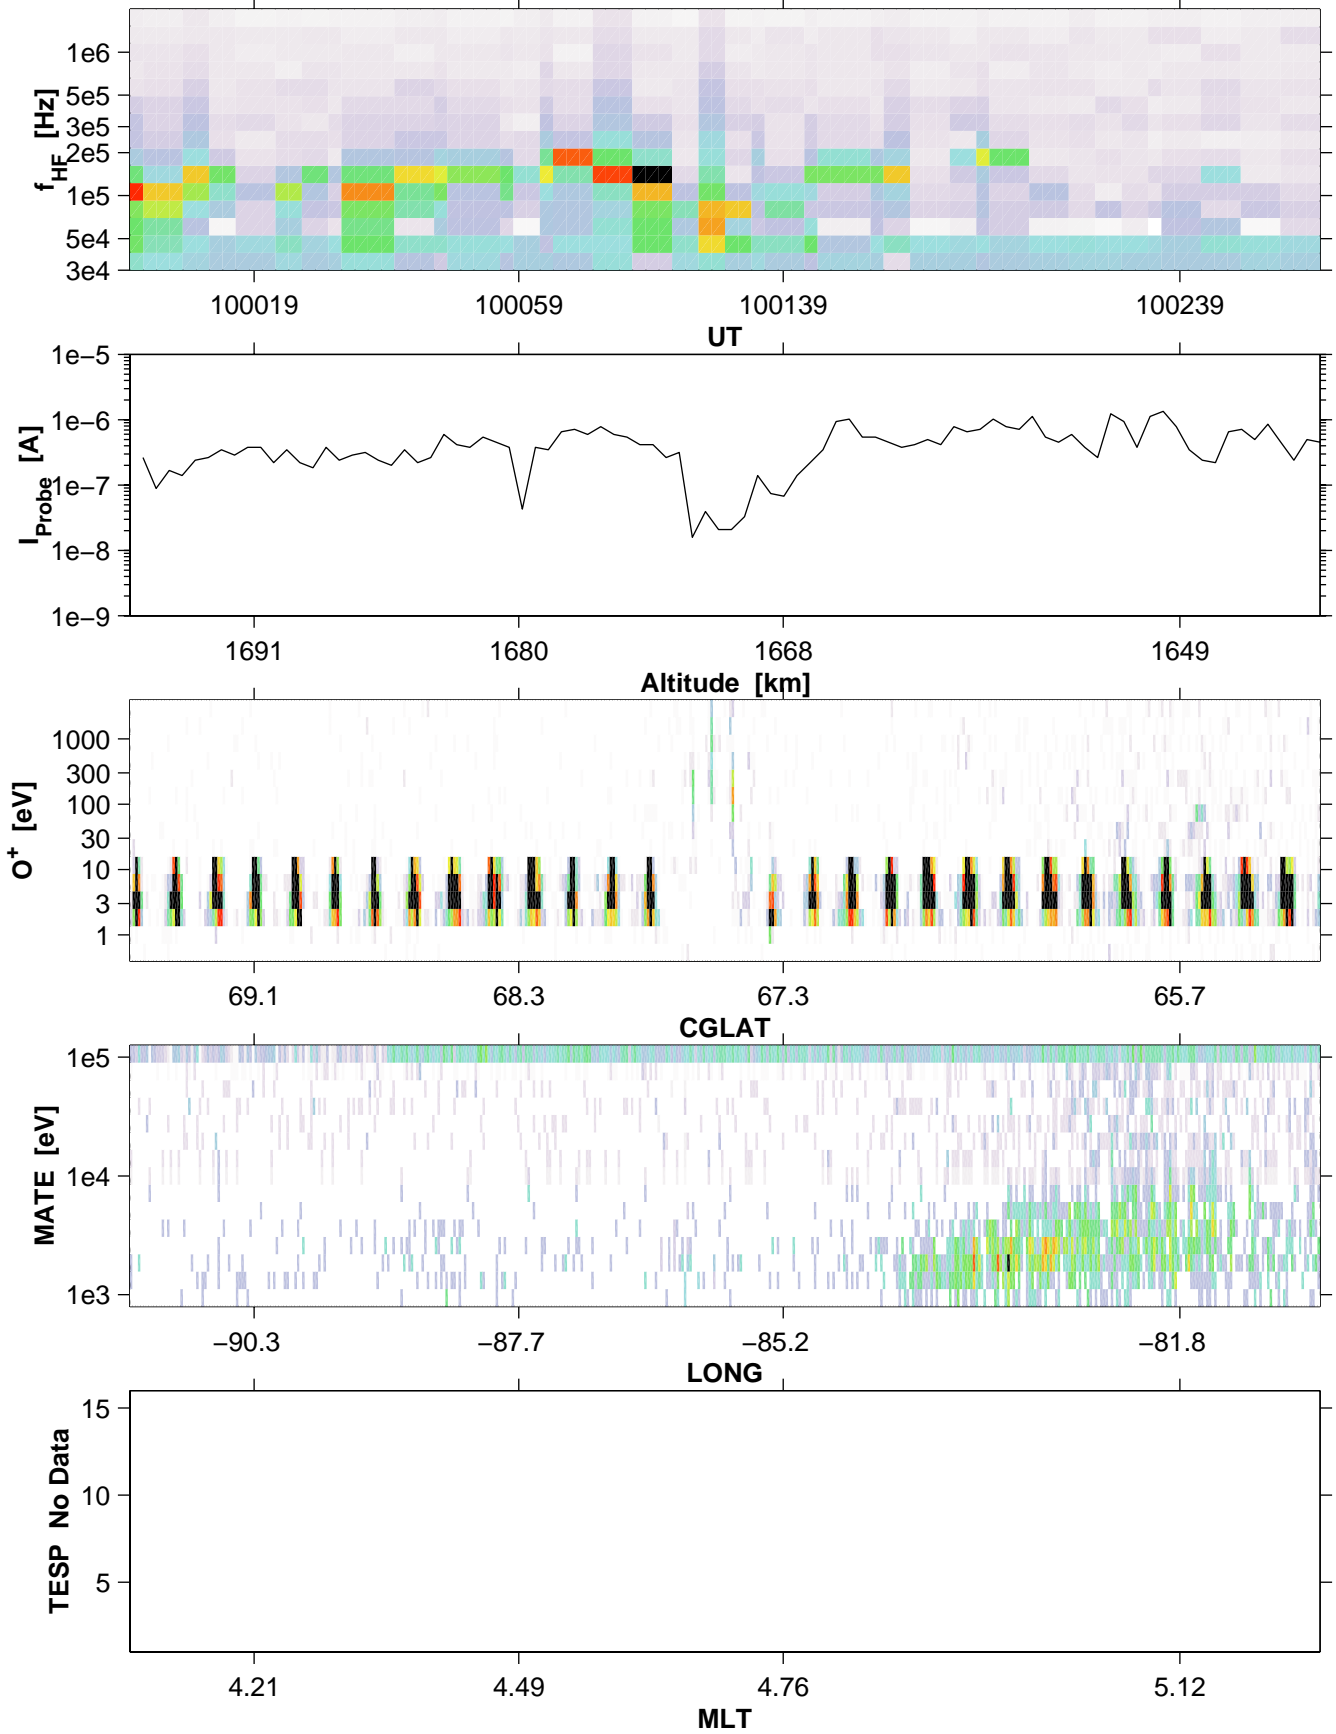 1e6
5e5
3e5
2e5
1e5
5e4
3e4
f_HF [Hz]
100019 100059 100139 100239
UT
1e−5
1e−6
1e−7
1e−8
1e−9
I_Probe [A]
1691 1680 1668 1649
Altitude [km]
1000
300
100
30
10
3
1
O+ [eV]
69.1 68.3 67.3 65.7
CGLAT
1e5
1e4
1e3
MATE [eV]
−90.3 −87.7 −85.2 −81.8
LONG
15
10
5
TESP No Data
4.21 4.49 4.76 5.12
MLT